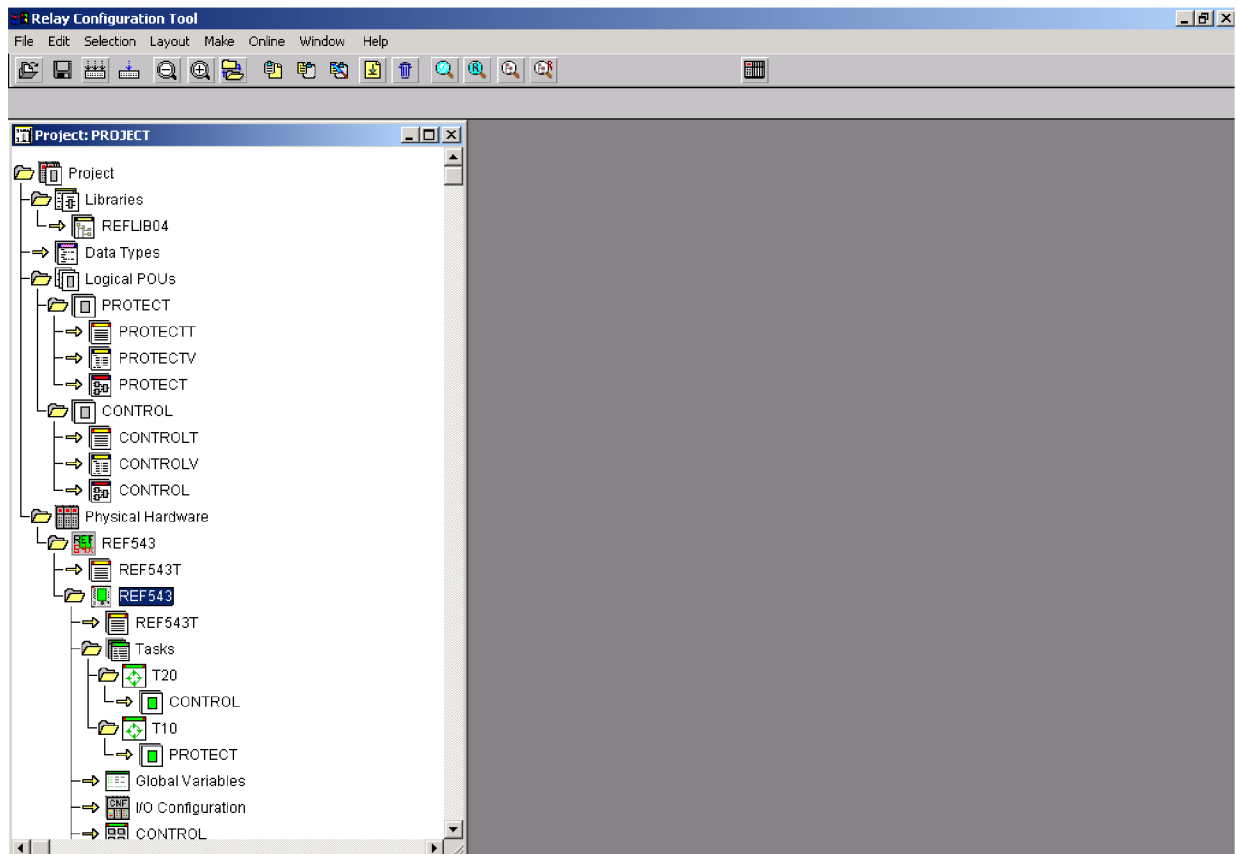 Relay Configuration Tool
File Edit Selection Layout Make Online Window Help
Project: PROJECT
Project
Libraries
REFLIB04
Data Types
Logical POUs
PROTECT
PROTECTT
PROTECTV
PROTECT
CONTROL
CONTROLT
CONTROLV
CONTROL
Physical Hardware
REF543
REF543T
REF543
REF543T
Tasks
T20
CONTROL
T10
PROTECT
Global Variables
CNF I/O Configuration
CONTROL